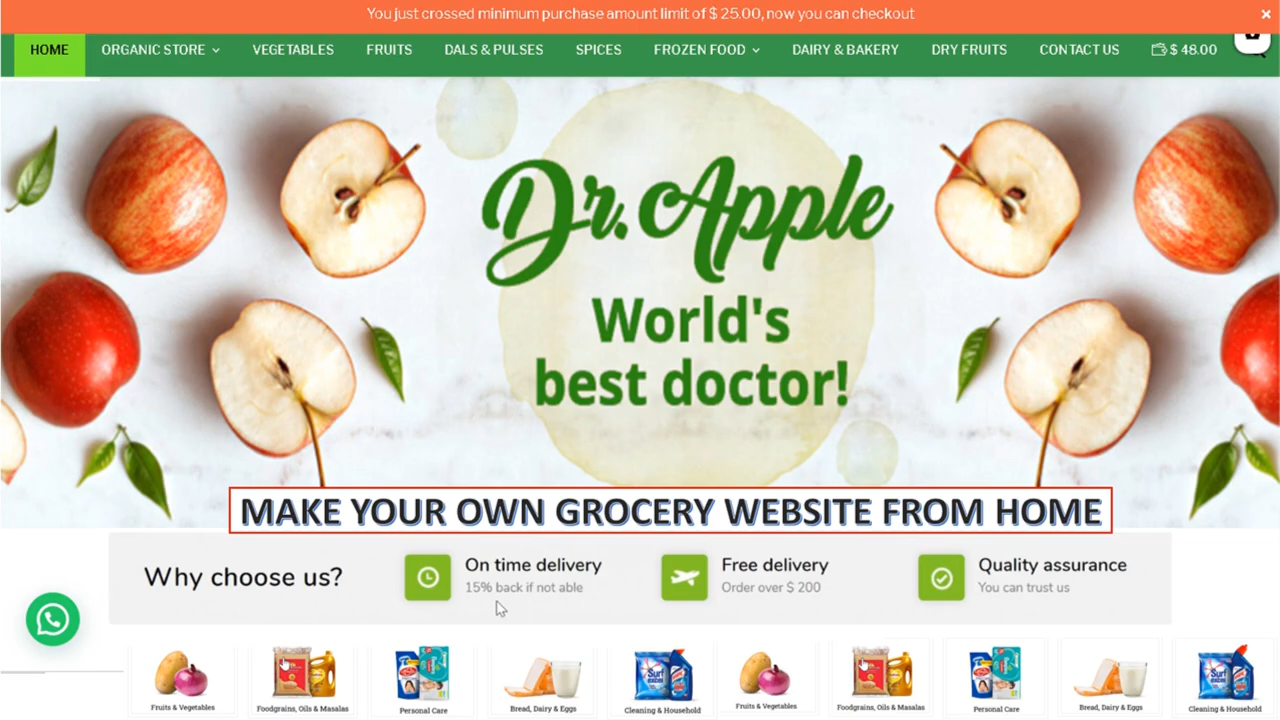 You just crossed minimum purchase amount limit of $ 25.00, now you can checkout ×
HOME ORGANIC STORE VEGETABLES FRUITS DALS & PULSES SPICES FROZEN FOOD DAIRY & BAKERY DRY FRUITS CONTACT US $ 48.00
Dr. Apple
World's
best doctor!
MAKE YOUR OWN GROCERY WEBSITE FROM HOME
Why choose us?
On time delivery
15% back if not able
Free delivery
Order over $ 200
Quality assurance
You can trust us
Surf
excel
Surf
excel
Fruits & Vegetables
Foodgrains, Oils & Masalas
Personal Care
Bread, Dairy & Eggs
Cleaning & Household
Fruits & Vegetables
Foodgrains, Oils & Masalas
Personal Care
Bread, Dairy & Eggs
Cleaning & Household